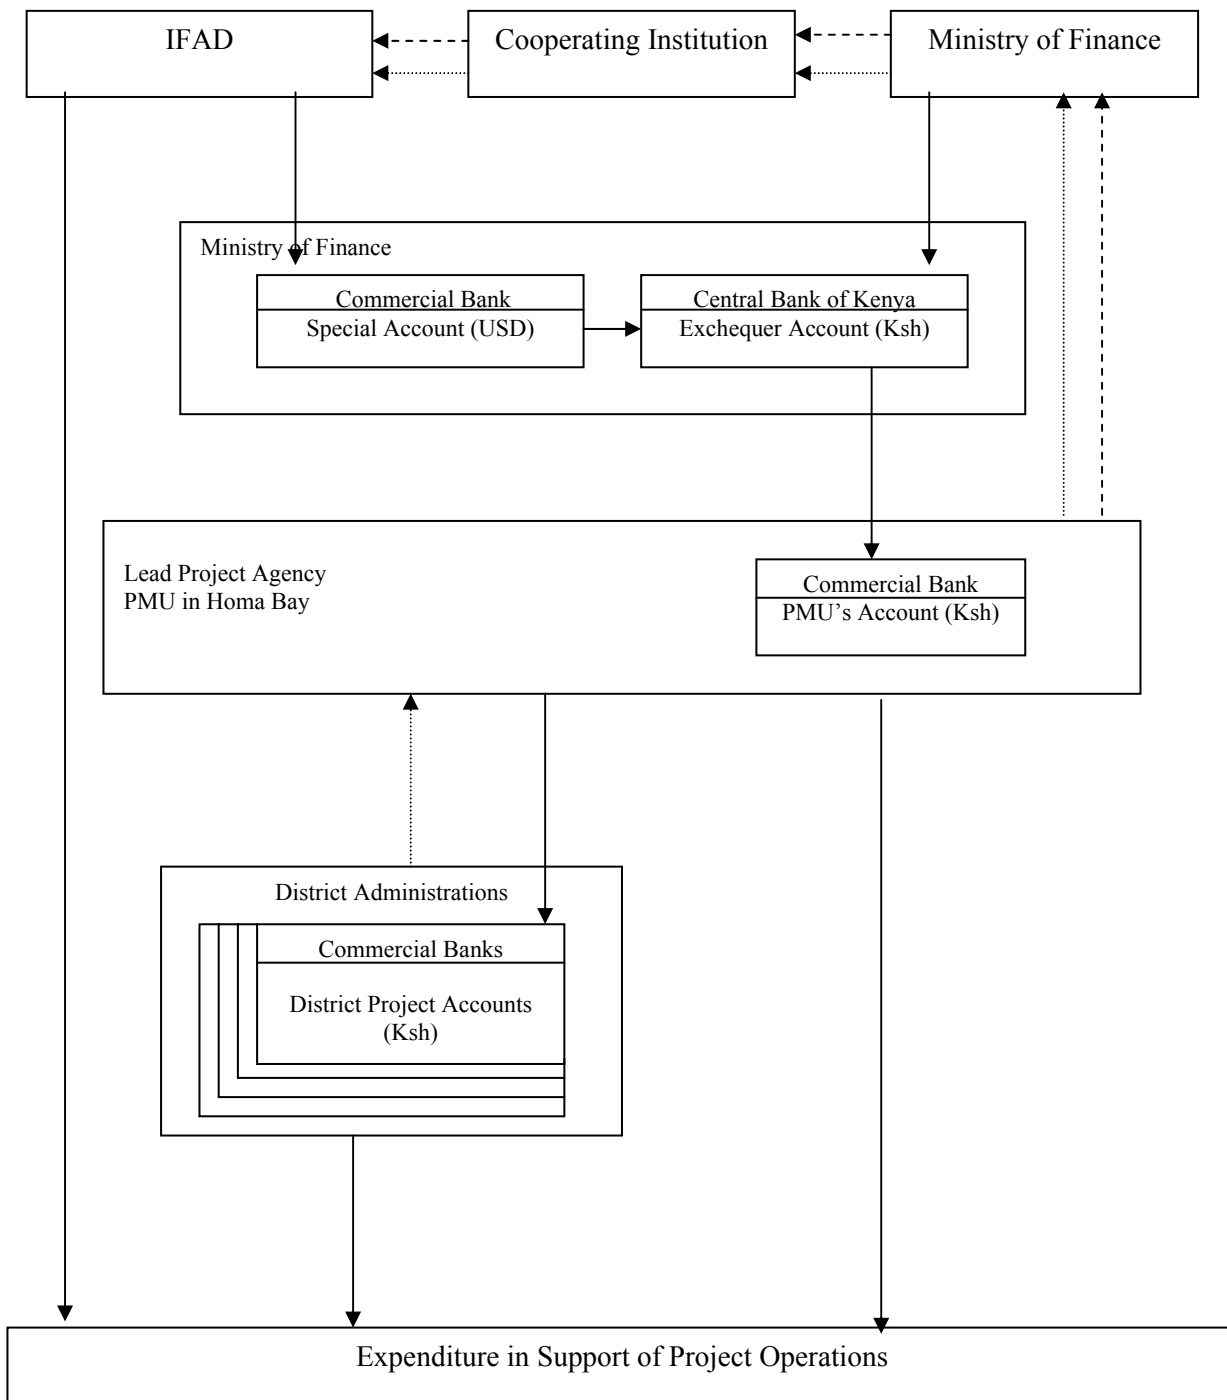 IFAD
Cooperating Institution
Ministry of Finance
Ministry of Finance
Commercial Bank
Special Account (USD)
Central Bank of Kenya
Exchequer Account (Ksh)
Lead Project Agency
PMU in Homa Bay
Commercial Bank
PMU’s Account (Ksh)
District Administrations
Commercial Banks
District Project Accounts
(Ksh)
Expenditure in Support of Project Operations